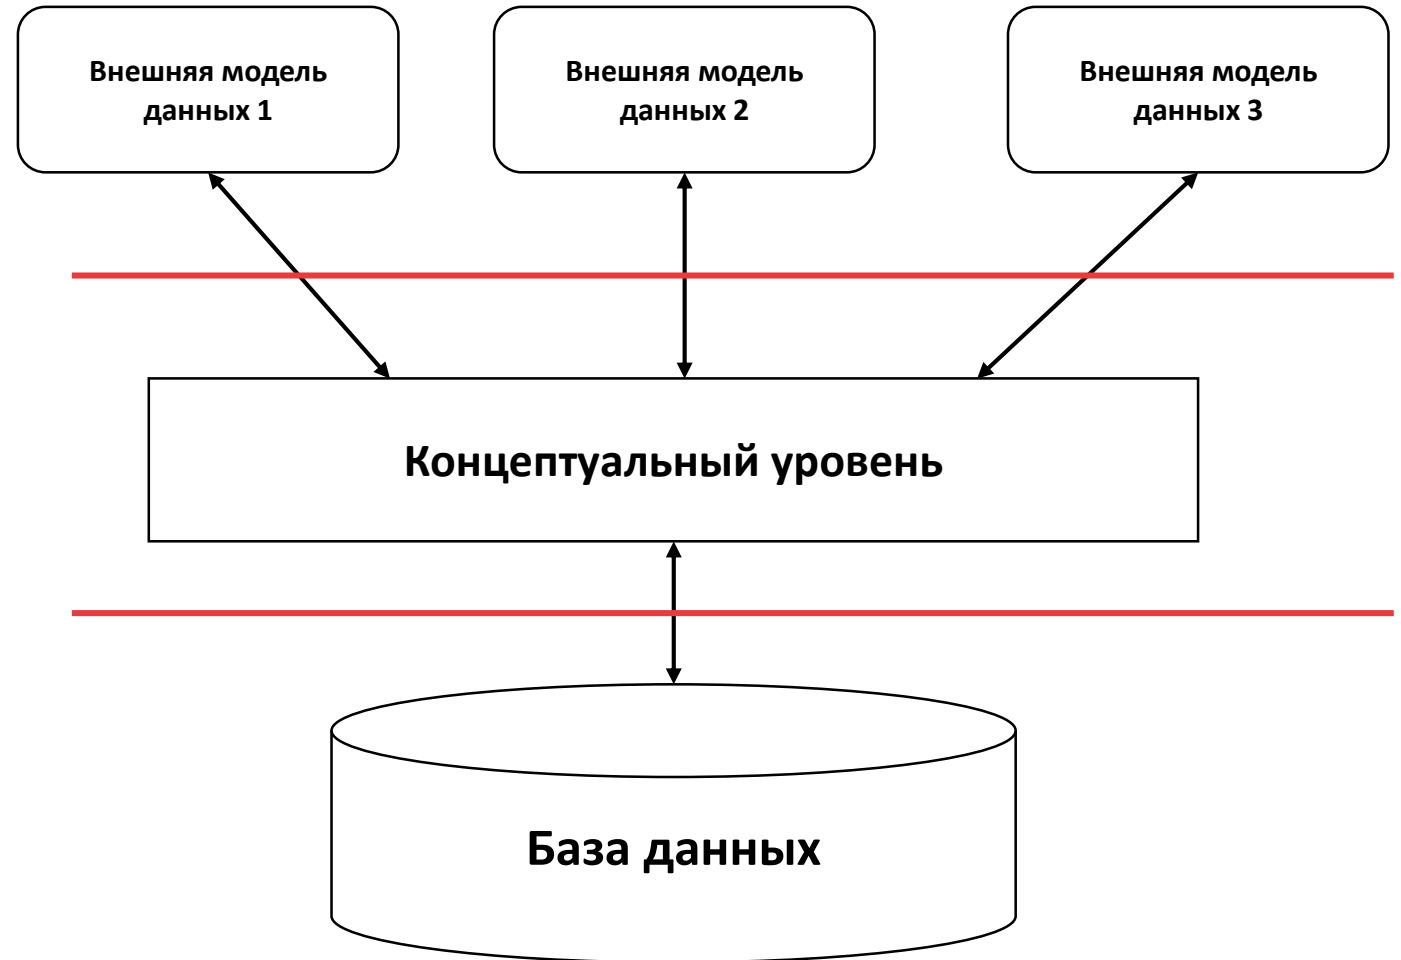 Внешняя модель
данных 1
Внешняя модель
данных 2
Внешняя модель
данных 3
Концептуальный уровень
База данных